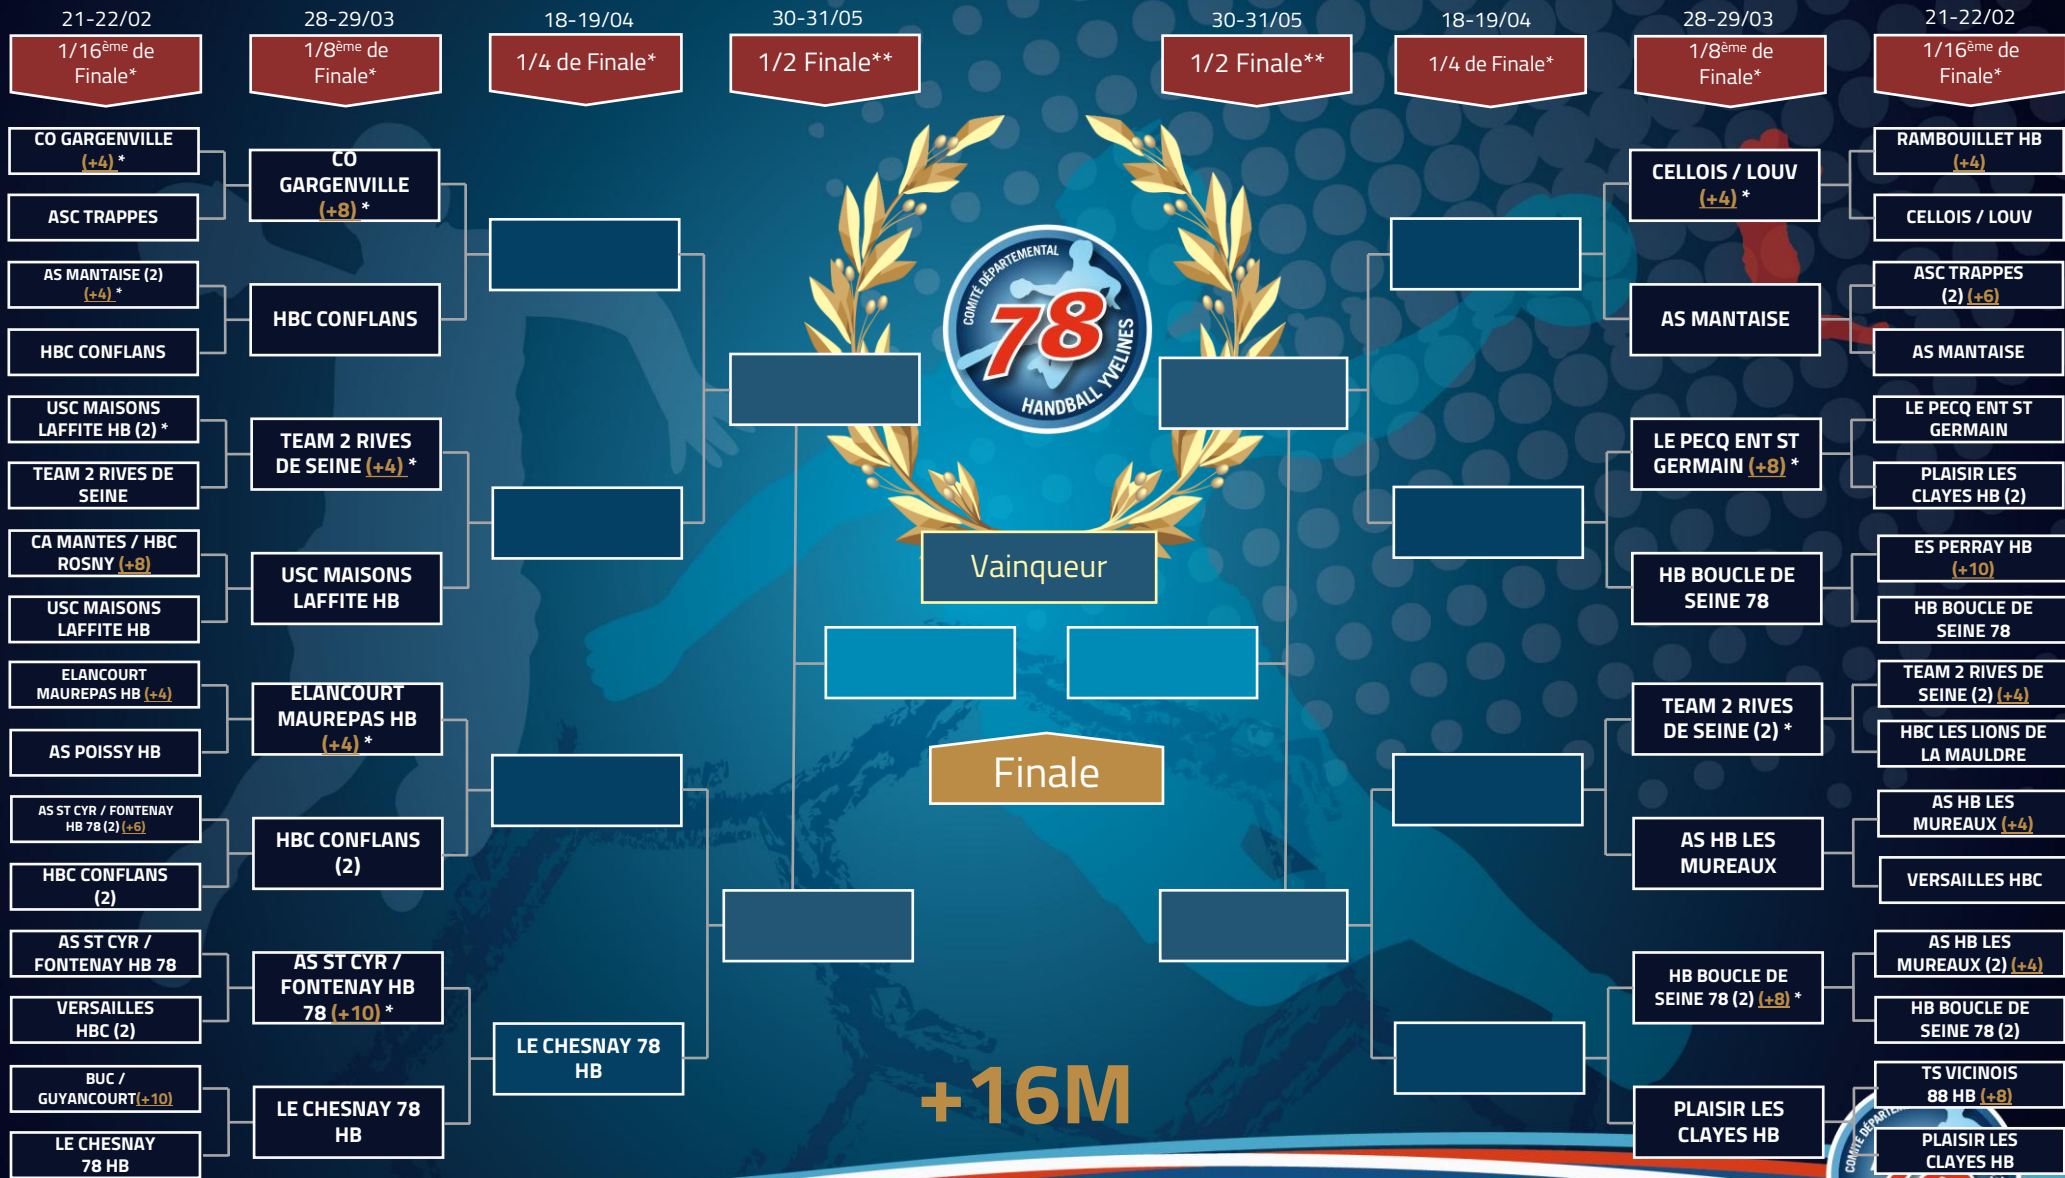 21-22/02
28-29/03
18-19/04
30-31/05
30-31/05
18-19/04
28-29/03
21-22/02
1/16ème de
Finale*
1/8ème de
Finale*
1/4 de Finale*
1/2 Finale**
1/2 Finale**
1/4 de Finale*
1/8ème de
Finale*
1/16ème de
Finale*
CO GARGENVILLE
(+4) *
ASC TRAPPES
AS MANTAISE (2)
(+4) *
HBC CONFLANS
USC MAISONS
LAFFITE HB (2) *
TEAM 2 RIVES DE
SEINE
CA MANTES / HBC
ROSNY (+8)
USC MAISONS
LAFFITE HB
ELANCOURT
MAUREPAS HB (+4)
AS POISSY HB
AS ST CYR / FONTENAY
HB 78 (2) (+6)
HBC CONFLANS
(2)
AS ST CYR /
FONTENAY HB 78
VERSAILLES
HBC (2)
BUC /
GUYANCOURT(+10)
LE CHESNAY
78 HB
CO
GARGENVILLE
(+8) *
HBC CONFLANS
TEAM 2 RIVES
DE SEINE (+4) *
USC MAISONS
LAFFITE HB
ELANCOURT
MAUREPAS HB
(+4) *
HBC CONFLANS
(2)
AS ST CYR /
FONTENAY HB
78 (+10) *
LE CHESNAY 78
HB
LE CHESNAY 78
HB
COMITÉ DÉPARTEMENTAL
78
HANDBALL YVELINES
Vainqueur
Finale
+16M
CELLOIS / LOUV
(+4) *
AS MANTAISE
LE PECQ ENT ST
GERMAIN (+8) *
HB BOUCLE DE
SEINE 78
TEAM 2 RIVES
DE SEINE (2) *
AS HB LES
MUREAUX
HB BOUCLE DE
SEINE 78 (2) (+8) *
PLAISIR LES
CLAYES HB
RAMBOUILLET HB
(+4)
CELLOIS / LOUV
ASC TRAPPES
(2) (+6)
AS MANTAISE
LE PECQ ENT ST
GERMAIN
PLAISIR LES
CLAYES HB (2)
ES PERRAY HB
(+10)
HB BOUCLE DE
SEINE 78
TEAM 2 RIVES DE
SEINE (2) (+4)
HBC LES LIONS DE
LA MAULDRE
AS HB LES
MUREAUX (+4)
VERSAILLES HBC
AS HB LES
MUREAUX (2) (+4)
HB BOUCLE DE
SEINE 78 (2)
TS VICINOIS
88 HB (+8)
PLAISIR LES
CLAYES HB